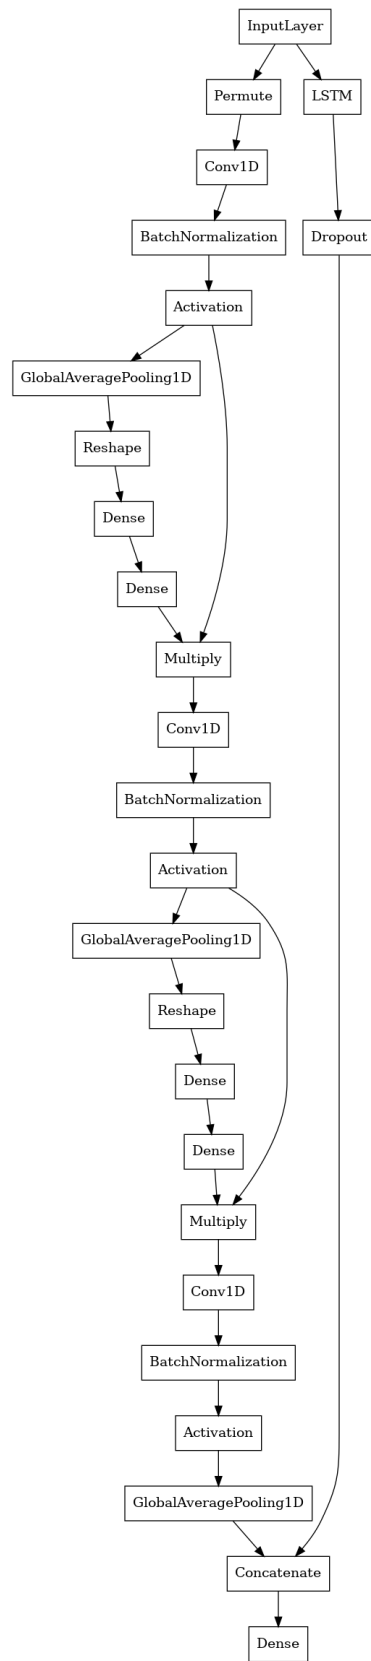 InputLayer
Permute
LSTM
Conv1D
BatchNormalization
Dropout
Activation
GlobalAveragePooling1D
Reshape
Dense
Dense
Multiply
Conv1D
BatchNormalization
Activation
GlobalAveragePooling1D
Reshape
Dense
Dense
Multiply
Conv1D
BatchNormalization
Activation
GlobalAveragePooling1D
Concatenate
Dense